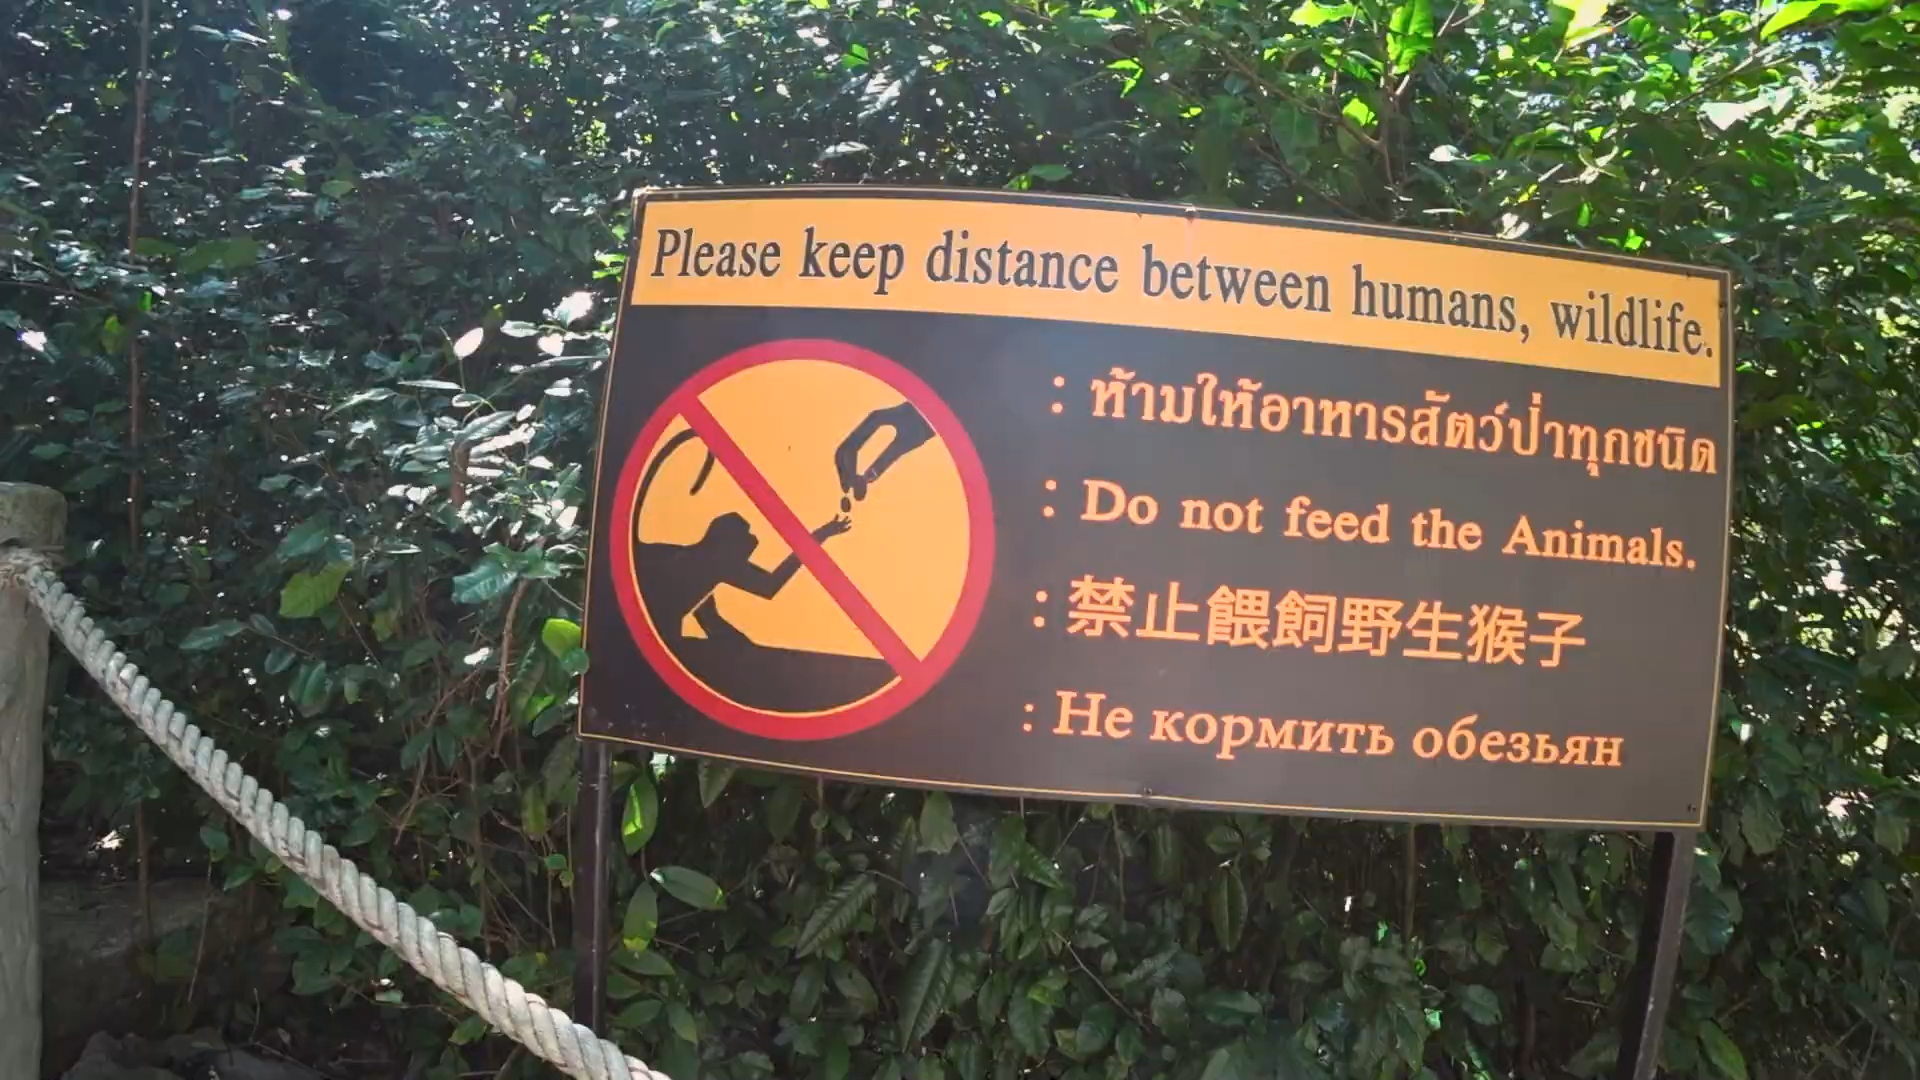 Please keep distance between humans, wildlife.
: ห้ามให้อาหารสัตว์ป่าทุกชนิด
: Do not feed the Animals.
: 禁止餵飼野生猴子
: Не кормить обезьян